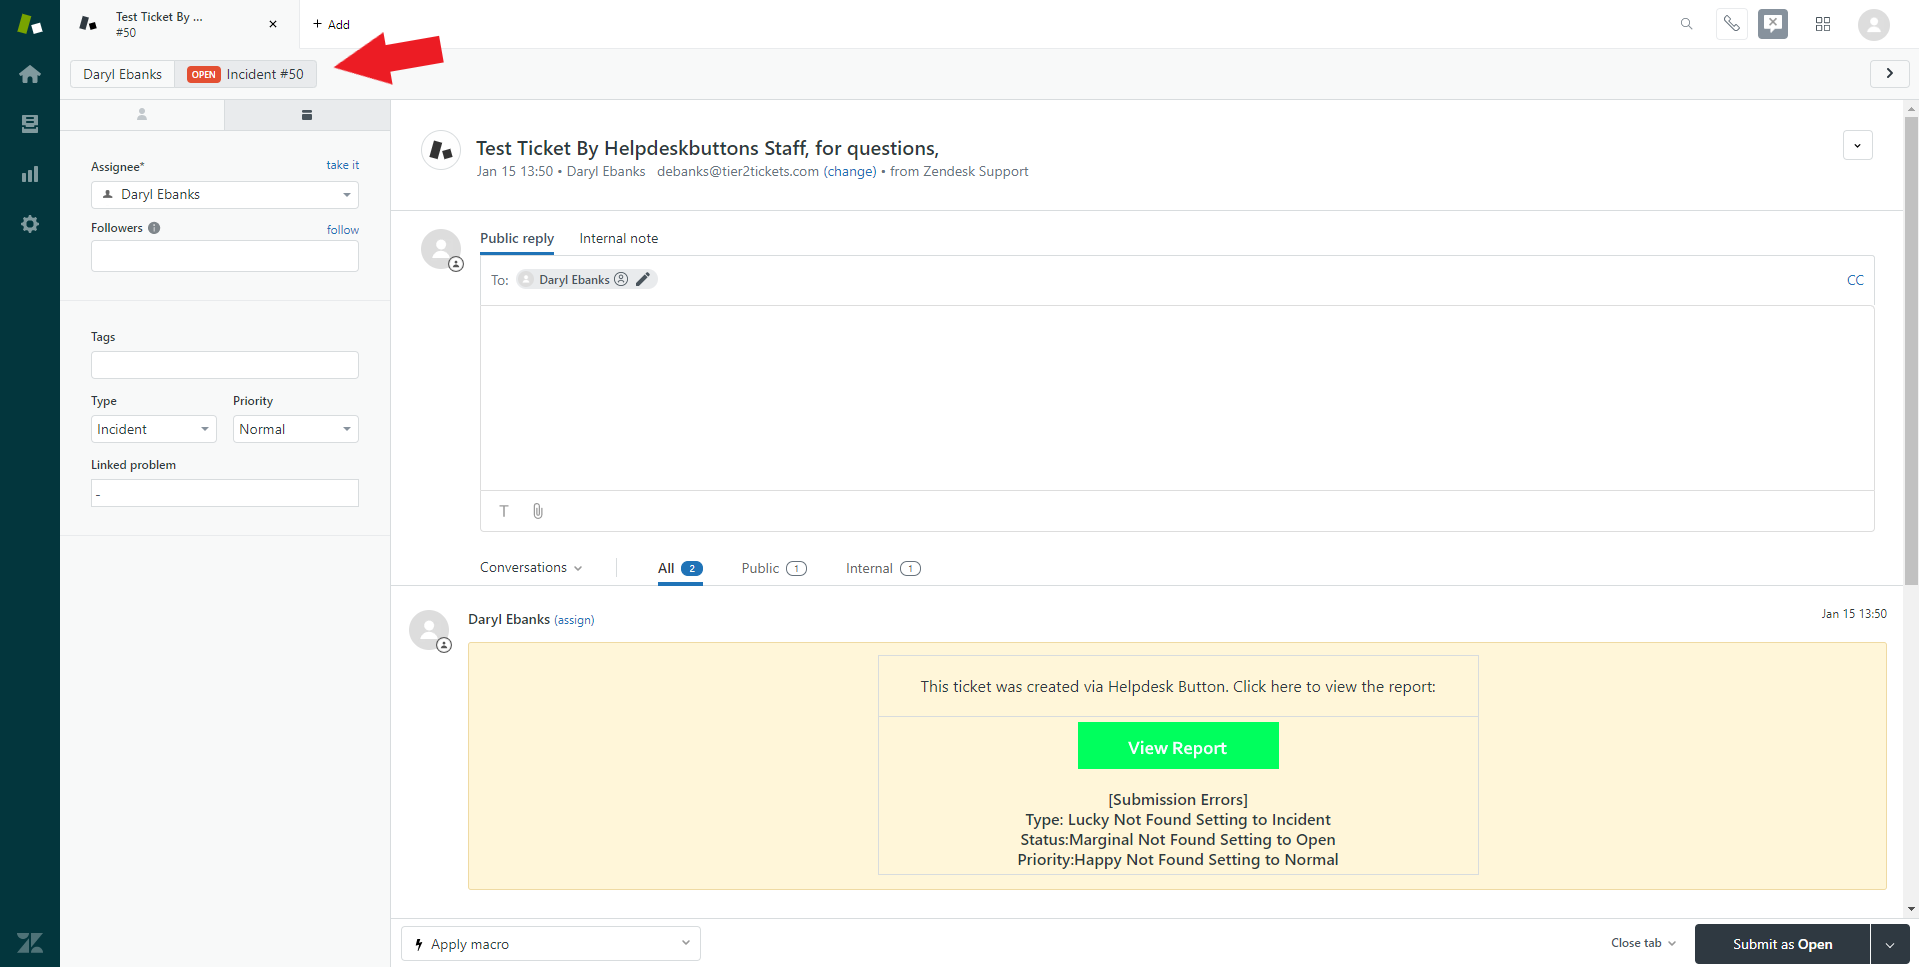 Test Ticket By ...
#50
+ Add
Daryl Ebanks
OPEN Incident #50
Assignee*
take it
Daryl Ebanks
Followers
follow
Tags
Type
Priority
Incident
Normal
Linked problem
-
Test Ticket By Helpdeskbuttons Staff, for questions,
Jan 15 13:50 • Daryl Ebanks debanks@tier2tickets.com (change) • from Zendesk Support
Public reply
Internal note
To: Daryl Ebanks
CC
T
Conversations
All 2
Public 1
Internal 1
Daryl Ebanks (assign)
Jan 15 13:50
This ticket was created via Helpdesk Button. Click here to view the report:
View Report
[Submission Errors]
Type: Lucky Not Found Setting to Incident
Status:Marginal Not Found Setting to Open
Priority:Happy Not Found Setting to Normal
Apply macro
Close tab
Submit as Open